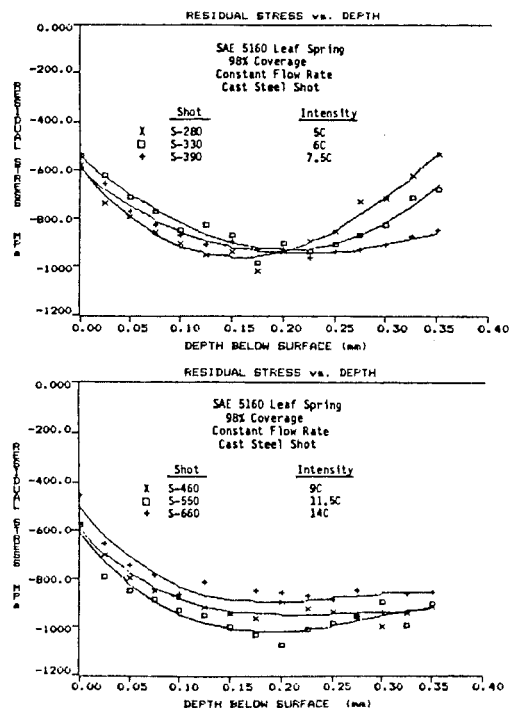 RESIDUAL STRESS vs. DEPTH
0.000
-200.0
-400.0
-600.0
-800.0
-1000.0
-1200
RESIDUAL STRESS MPa
SAE 5160 Leaf Spring
98% Coverage
Constant Flow Rate
Cast Steel Shot
Shot Intensity
X S-280 5C
□ S-330 6C
+ S-390 7.5C
0.00 0.05 0.10 0.15 0.20 0.25 0.30 0.35 0.40
DEPTH BELOW SURFACE (mm)
RESIDUAL STRESS vs. DEPTH
0.000
-200.0
-400.0
-600.0
-800.0
-1000.0
-1200
RESIDUAL STRESS MPa
SAE 5160 Leaf Spring
98% Coverage
Constant Flow Rate
Cast Steel Shot
Shot Intensity
X S-460 9C
□ S-550 11.5C
+ S-660 14C
0.00 0.05 0.10 0.15 0.20 0.25 0.30 0.35 0.40
DEPTH BELOW SURFACE (mm)